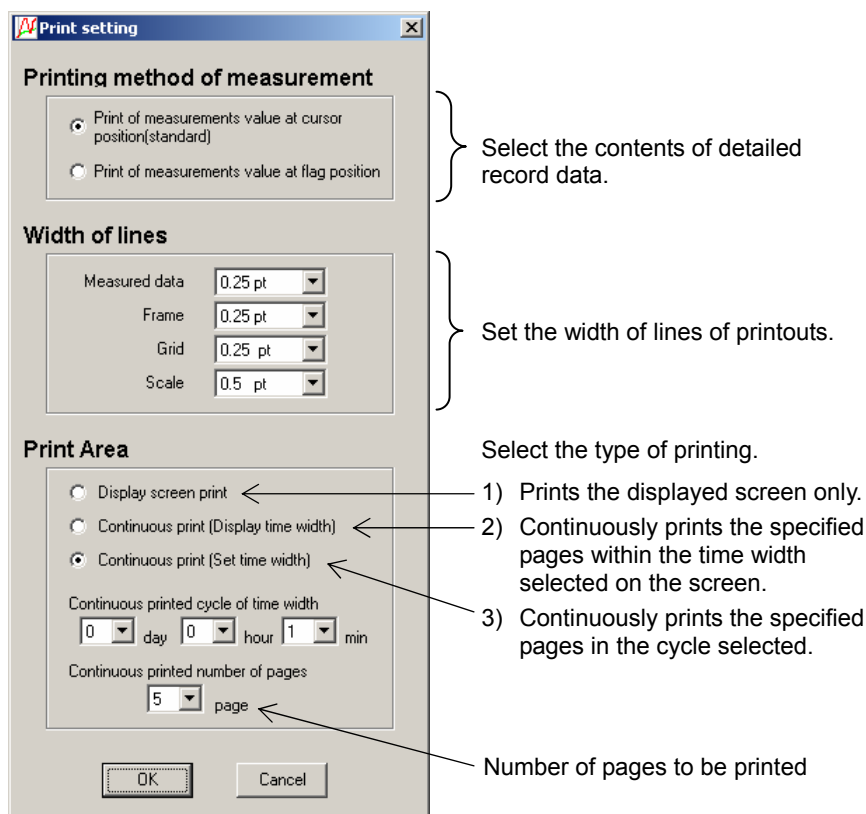 Print setting
Printing method of measurement
Print of measurements value at cursor
position(standard)
Print of measurements value at flag position
Select the contents of detailed
record data.
Width of lines
Measured data 0.25 pt
Frame 0.25 pt
Grid 0.25 pt
Scale 0.5 pt
Set the width of lines of printouts.
Print Area
Select the type of printing.
Display screen print
Continuous print (Display time width)
Continuous print (Set time width)
1) Prints the displayed screen only.
2) Continuously prints the specified
pages within the time width
selected on the screen.
3) Continuously prints the specified
pages in the cycle selected.
Continuous printed cycle of time width
0 day 0 hour 1 min
Continuous printed number of pages
5 page
Number of pages to be printed
OK Cancel